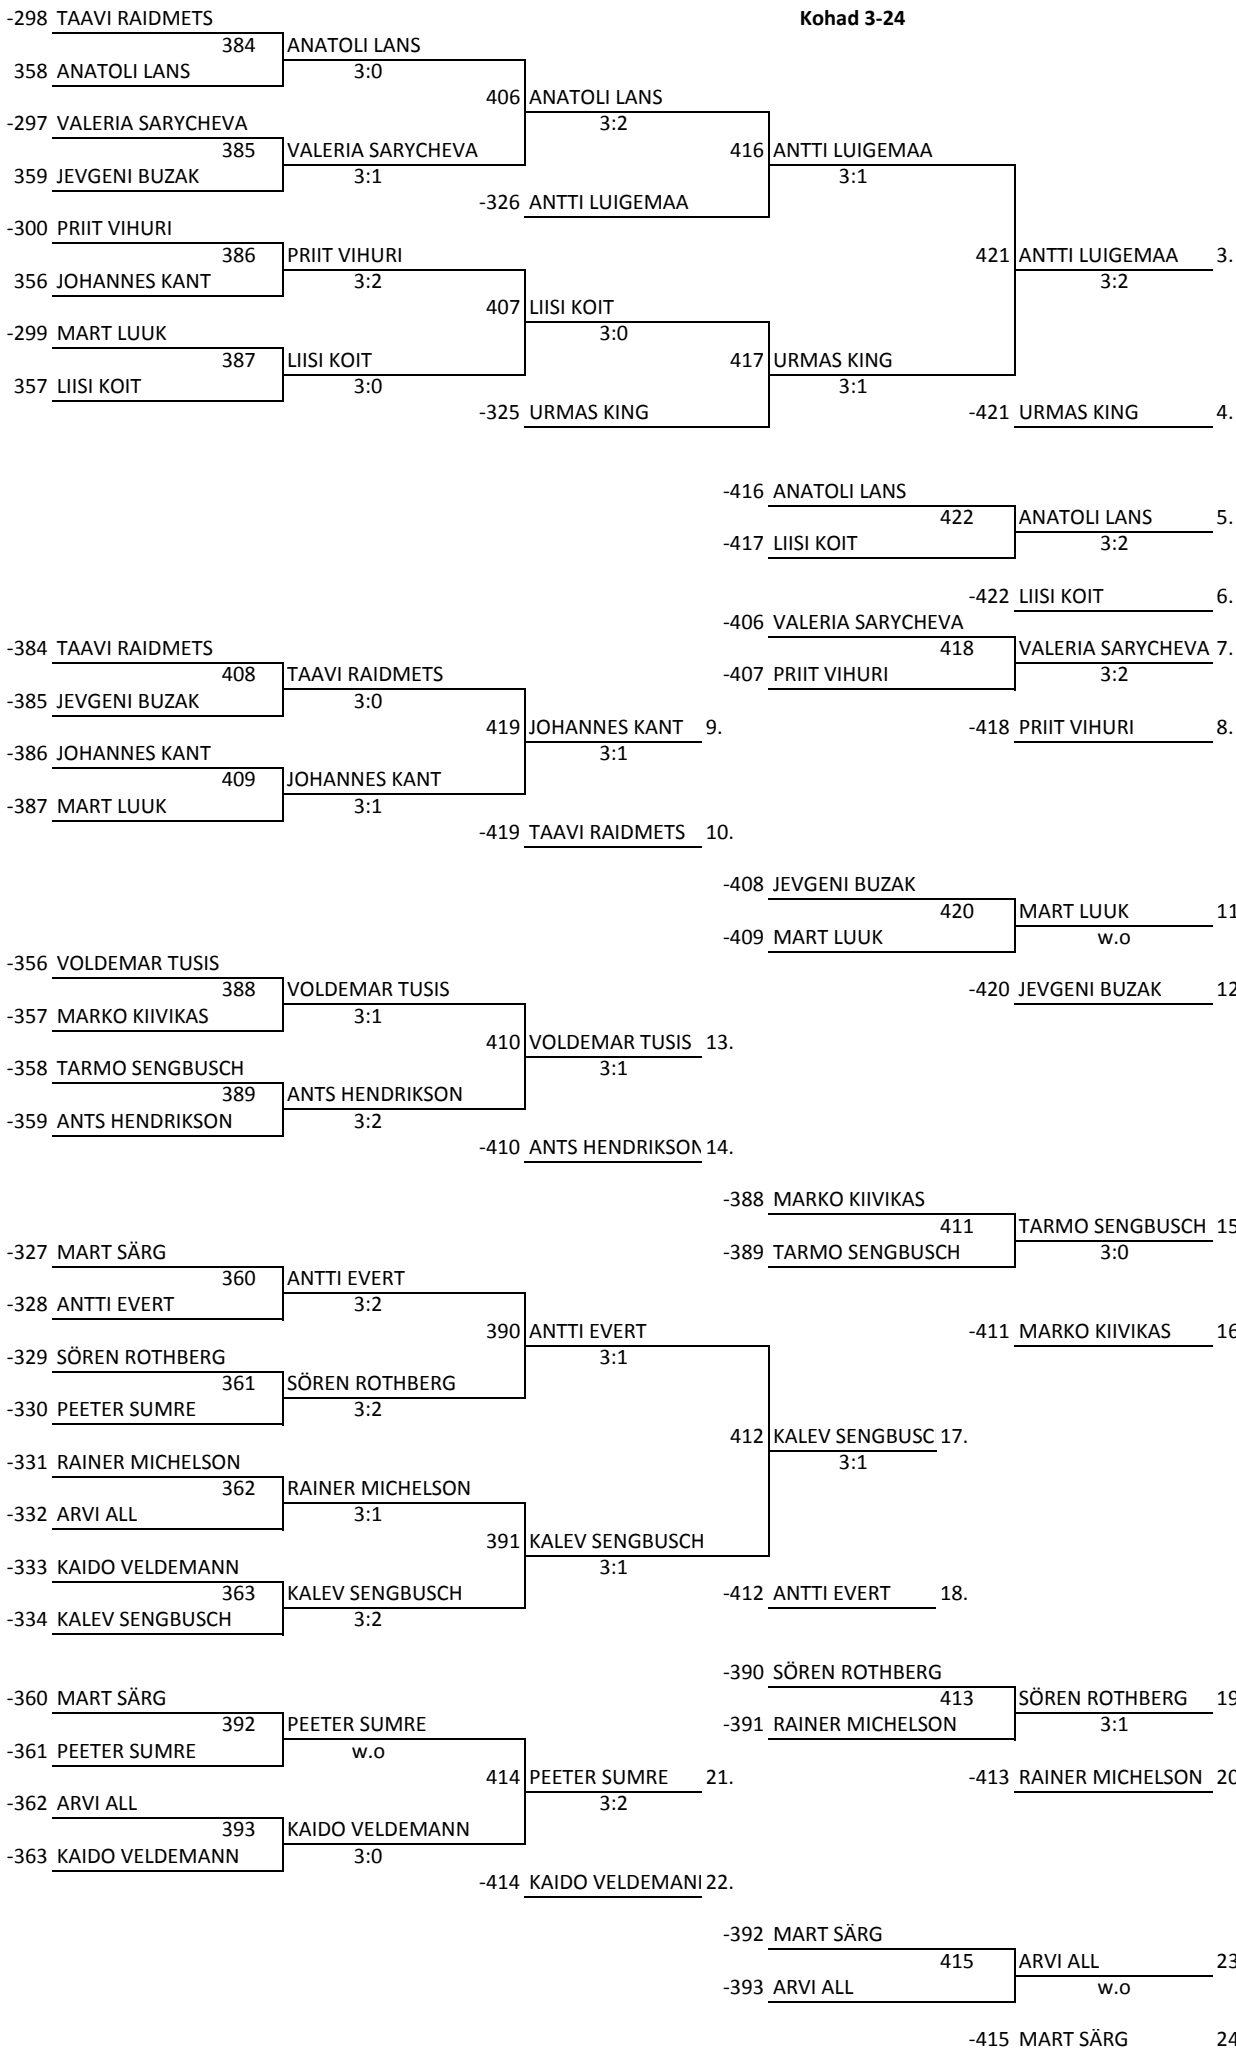 -298 TAAVI RAIDMETS Kohad 3-24
384 ANATOLI LANS
358 ANATOLI LANS 3:0
406 ANATOLI LANS
-297 VALERIA SARYCHEVA 3:2
385 VALERIA SARYCHEVA 416 ANTTI LUIGEMAA
359 JEVGENI BUZAK 3:1 3:1
-326 ANTTI LUIGEMAA
-300 PRIIT VIHURI
386 PRIIT VIHURI 421 ANTTI LUIGEMAA 3.
356 JOHANNES KANT 3:2 3:2
407 LIISI KOIT
-299 MART LUUK 3:0
387 LIISI KOIT 417 URMAS KING
357 LIISI KOIT 3:0 3:1
-325 URMAS KING -421 URMAS KING 4.
-416 ANATOLI LANS
422 ANATOLI LANS 5.
-417 LIISI KOIT 3:2
-422 LIISI KOIT 6.
-406 VALERIA SARYCHEVA
-384 TAAVI RAIDMETS 418 VALERIA SARYCHEVA 7.
408 TAAVI RAIDMETS -407 PRIIT VIHURI 3:2
-385 JEVGENI BUZAK 3:0
419 JOHANNES KANT 9. -418 PRIIT VIHURI 8.
-386 JOHANNES KANT 3:1
409 JOHANNES KANT
-387 MART LUUK 3:1
-419 TAAVI RAIDMETS 10.
-408 JEVGENI BUZAK
420 MART LUUK 11
-409 MART LUUK w.o
-356 VOLDEMAR TUSIS
388 VOLDEMAR TUSIS -420 JEVGENI BUZAK 12
-357 MARKO KIIVIKAS 3:1
410 VOLDEMAR TUSIS 13.
-358 TARMO SENGBUSCH 3:1
389 ANTS HENDRIKSON
-359 ANTS HENDRIKSON 3:2
-410 ANTS HENDRIKSON 14.
-388 MARKO KIIVIKAS
411 TARMO SENGBUSCH 15
-327 MART SÄRG -389 TARMO SENGBUSCH 3:0
360 ANTTI EVERT
-328 ANTTI EVERT 3:2
390 ANTTI EVERT -411 MARKO KIIVIKAS 16
-329 SÖREN ROTHBERG 3:1
361 SÖREN ROTHBERG
-330 PEETER SUMRE 3:2
412 KALEV SENGBUSC 17.
-331 RAINER MICHELSON 3:1
362 RAINER MICHELSON
-332 ARVI ALL 3:1
391 KALEV SENGBUSCH
-333 KAIDO VELDEMANN 3:1
363 KALEV SENGBUSCH -412 ANTTI EVERT 18.
-334 KALEV SENGBUSCH 3:2
-390 SÖREN ROTHBERG
-360 MART SÄRG 413 SÖREN ROTHBERG 19
392 PEETER SUMRE -391 RAINER MICHELSON 3:1
-361 PEETER SUMRE w.o
414 PEETER SUMRE 21. -413 RAINER MICHELSON 20
-362 ARVI ALL 3:2
393 KAIDO VELDEMANN
-363 KAIDO VELDEMANN 3:0
-414 KAIDO VELDEMAN 22.
-392 MART SÄRG
415 ARVI ALL 23
-393 ARVI ALL w.o
-415 MART SÄRG 24